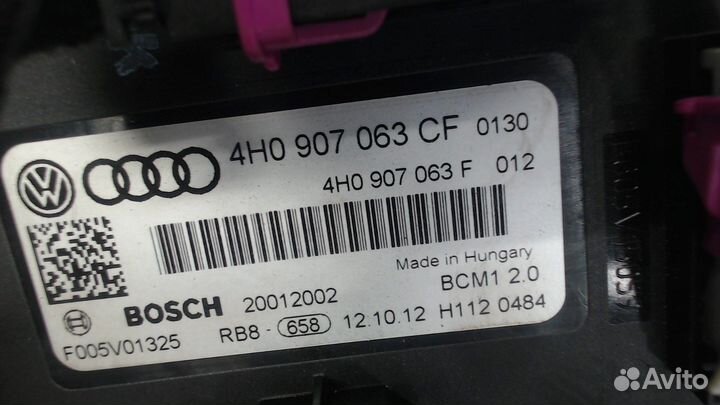 4H0 907 063 CF 0130
4H0 907 063 F 012
Made in Hungary
BCM1 2.0
BOSCH 20012002
F005V01325 RB8 - 658 12.10.12 H112 0484
Avito